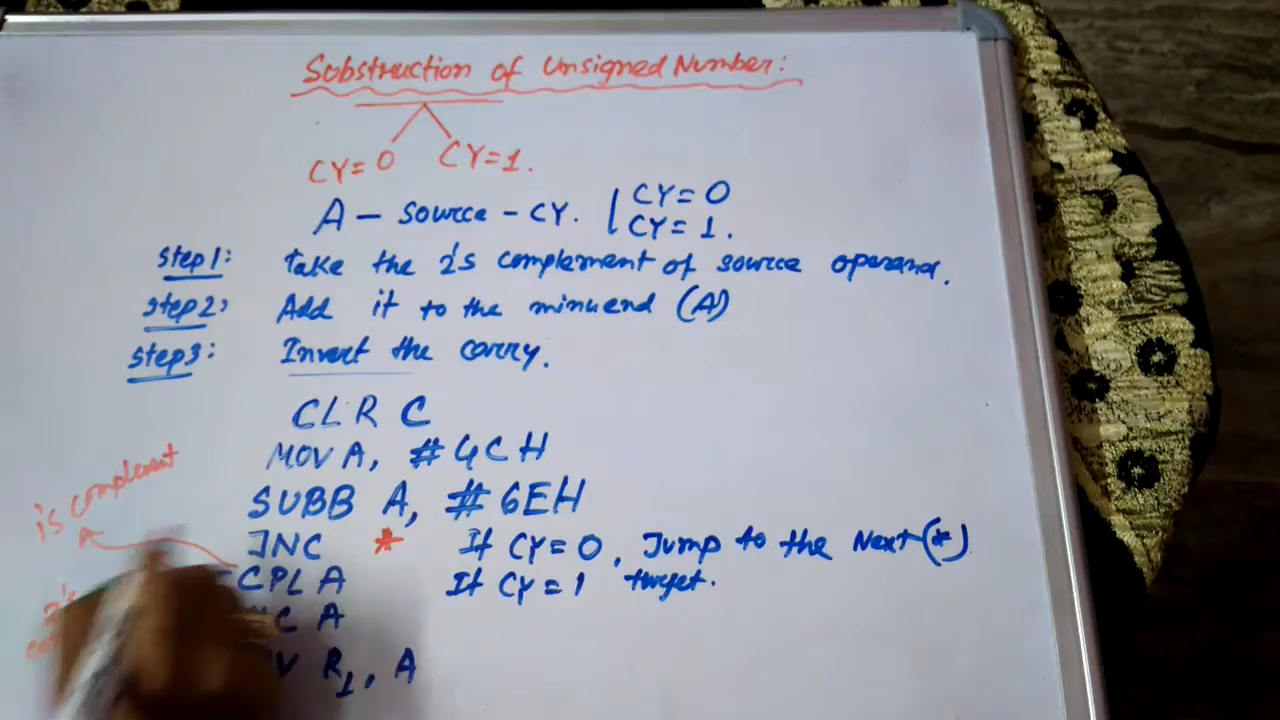 Sobstruction of Unsigned Number:
CY=0 CY=1.
A - source - CY. CY=0
CY=1.
Step1: Take the 2's complement of source operand.
Step2: Add it to the minuend (A)
Step3: Invert the carry.
CLR C
MOV A, #4CH
SUBB A, #6EH
JNC * If CY=0, Jump to the Next(*)
CPL A If CY=1 target.
C A
V R1, A
1s complement
2's